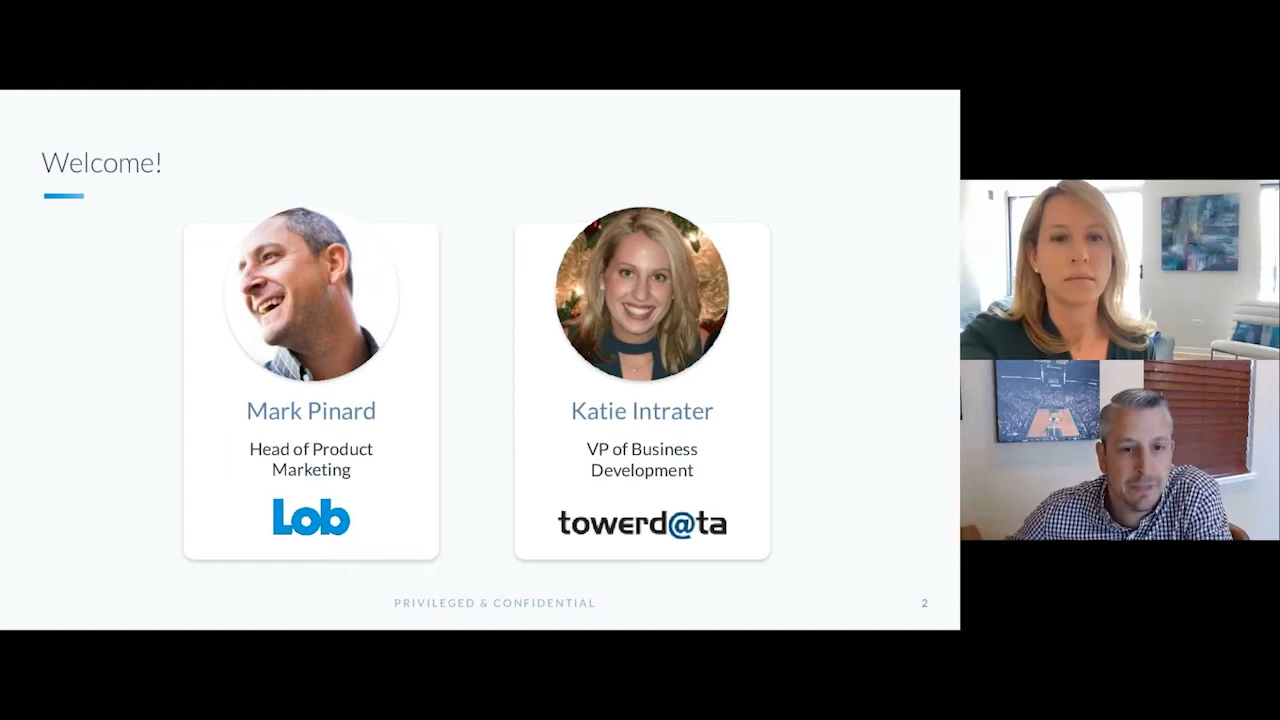 Welcome!
Mark Pinard
Head of Product
Marketing
Lob
Katie Intrater
VP of Business
Development
towerd@ta
PRIVILEGED & CONFIDENTIAL
2